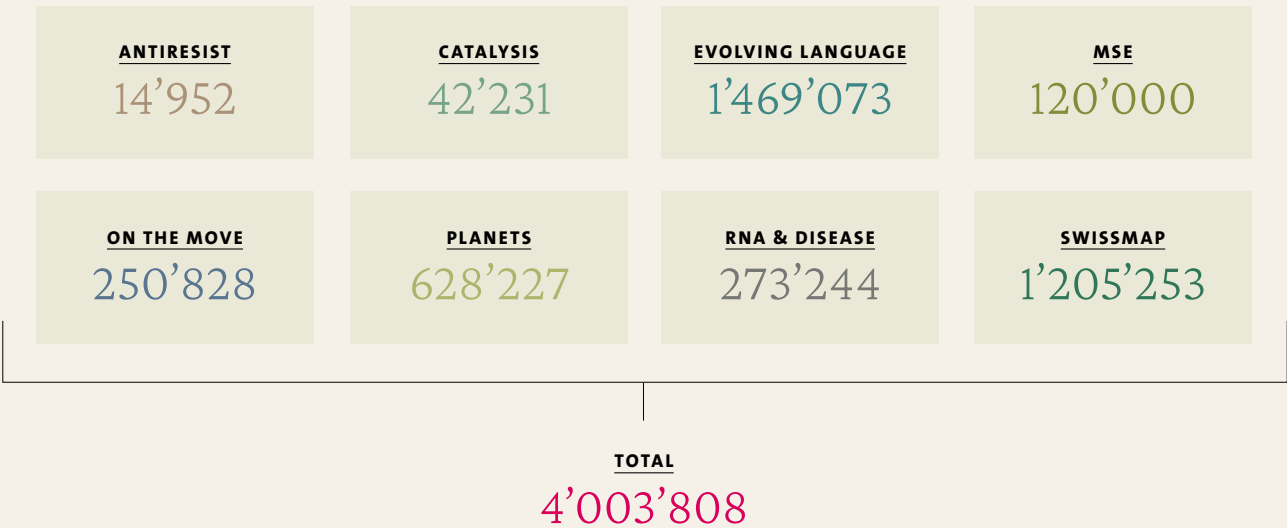 ANTIRESIST
14’952
CATALYSIS
42’231
EVOLVING LANGUAGE
1’469’073
MSE
120’000
ON THE MOVE
250’828
PLANETS
628’227
RNA & DISEASE
273’244
SWISSMAP
1’205’253
TOTAL
4’003’808